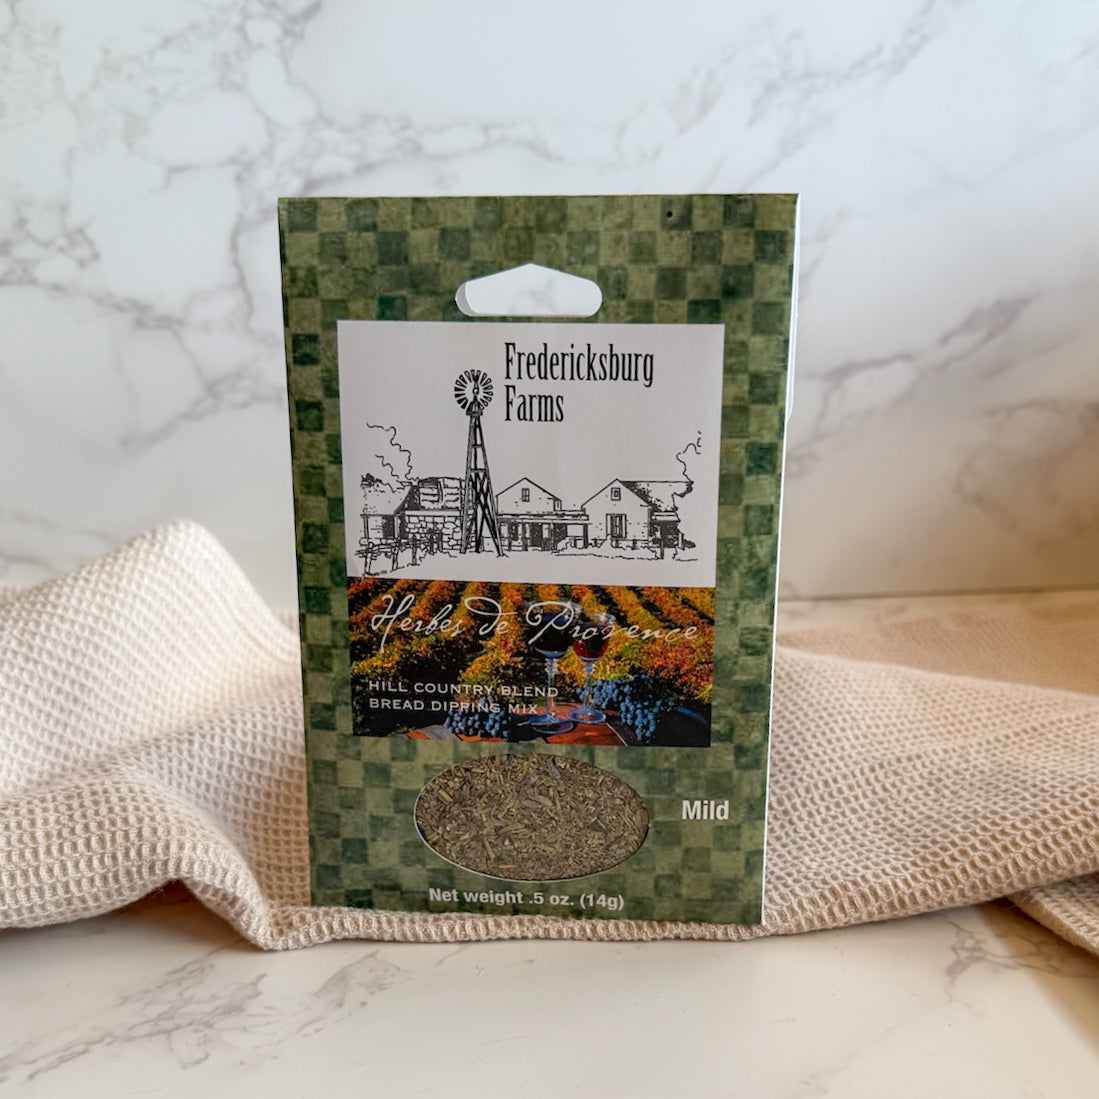 Fredericksburg
Farms
Herbes de Provence
HILL COUNTRY BLEND
BREAD DIPPING MIX
Mild
Net weight .5 oz. (14g)